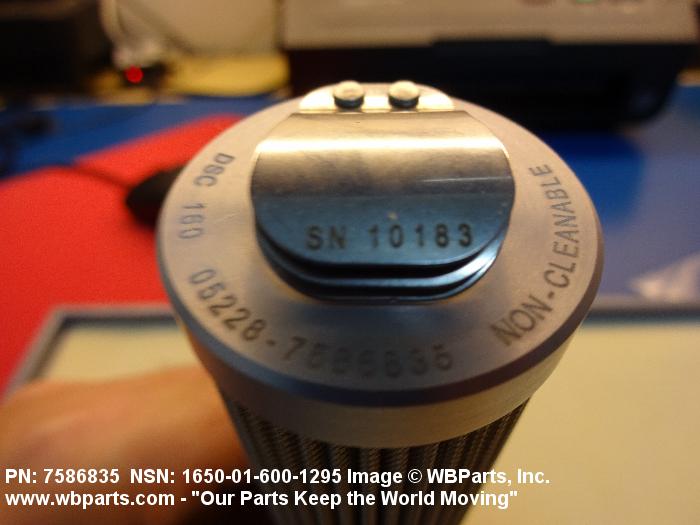 DSC 160
SN 10183
NON-CLEANABLE
05228-7586835
PN: 7586835 NSN: 1650-01-600-1295 Image © WBParts, Inc.
www.wbparts.com - "Our Parts Keep the World Moving"